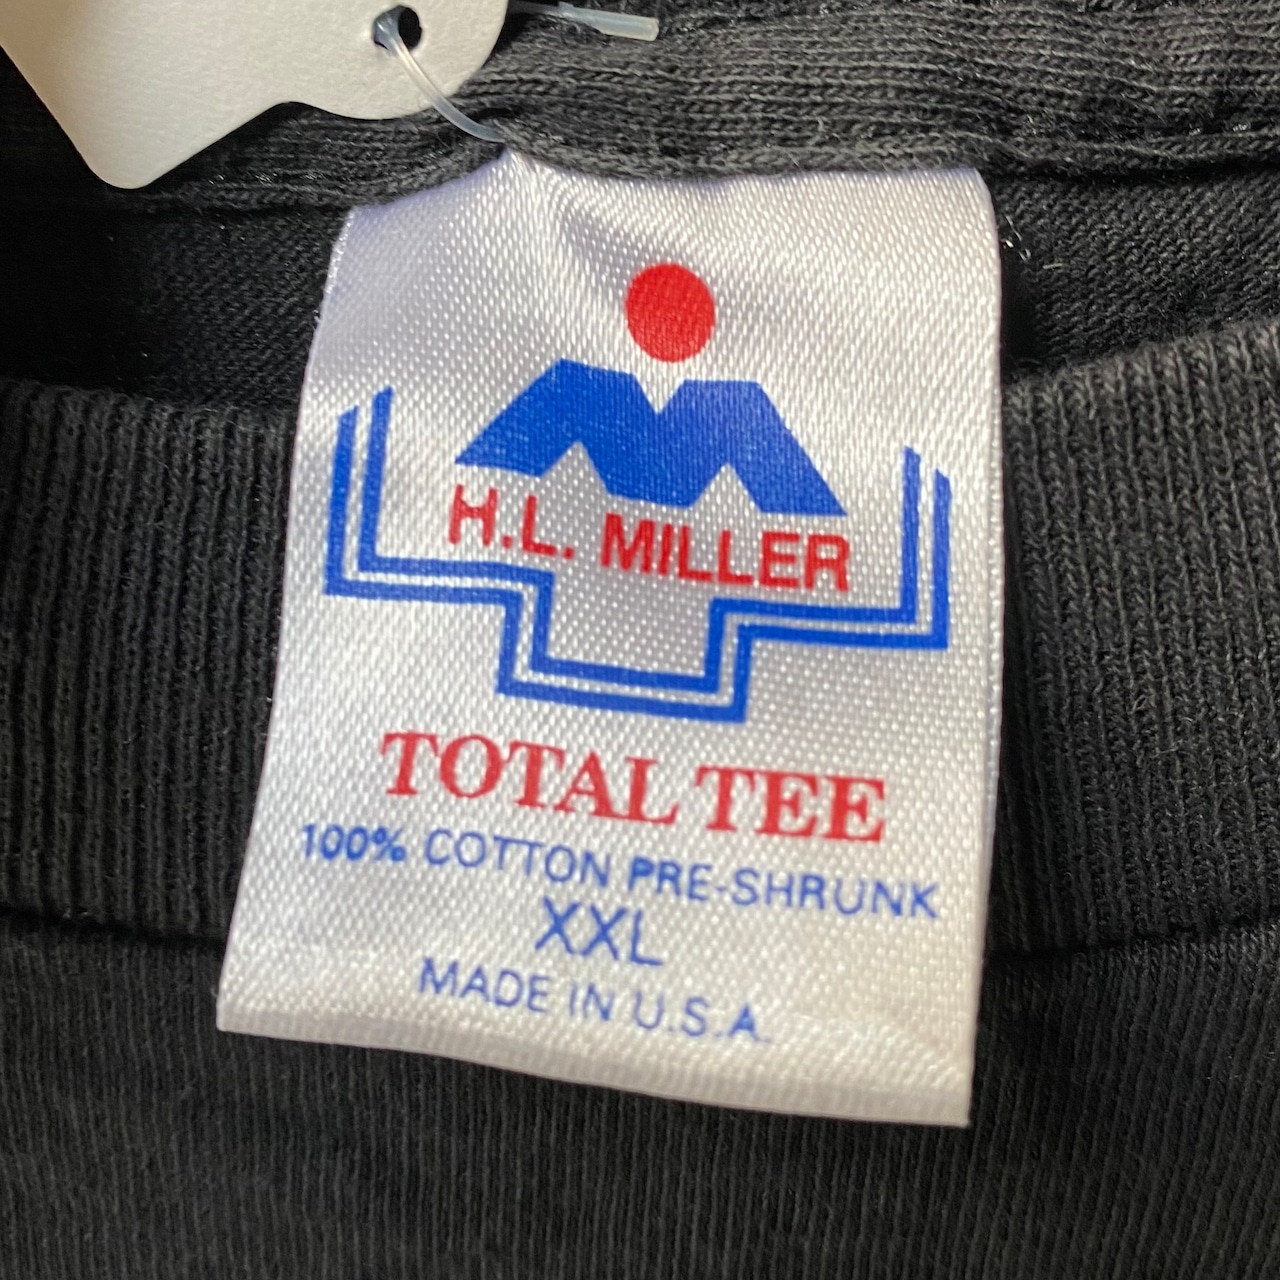 H.L. MILLER
TOTAL TEE
100% COTTON PRE-SHRUNK
XXL
MADE IN U.S.A.